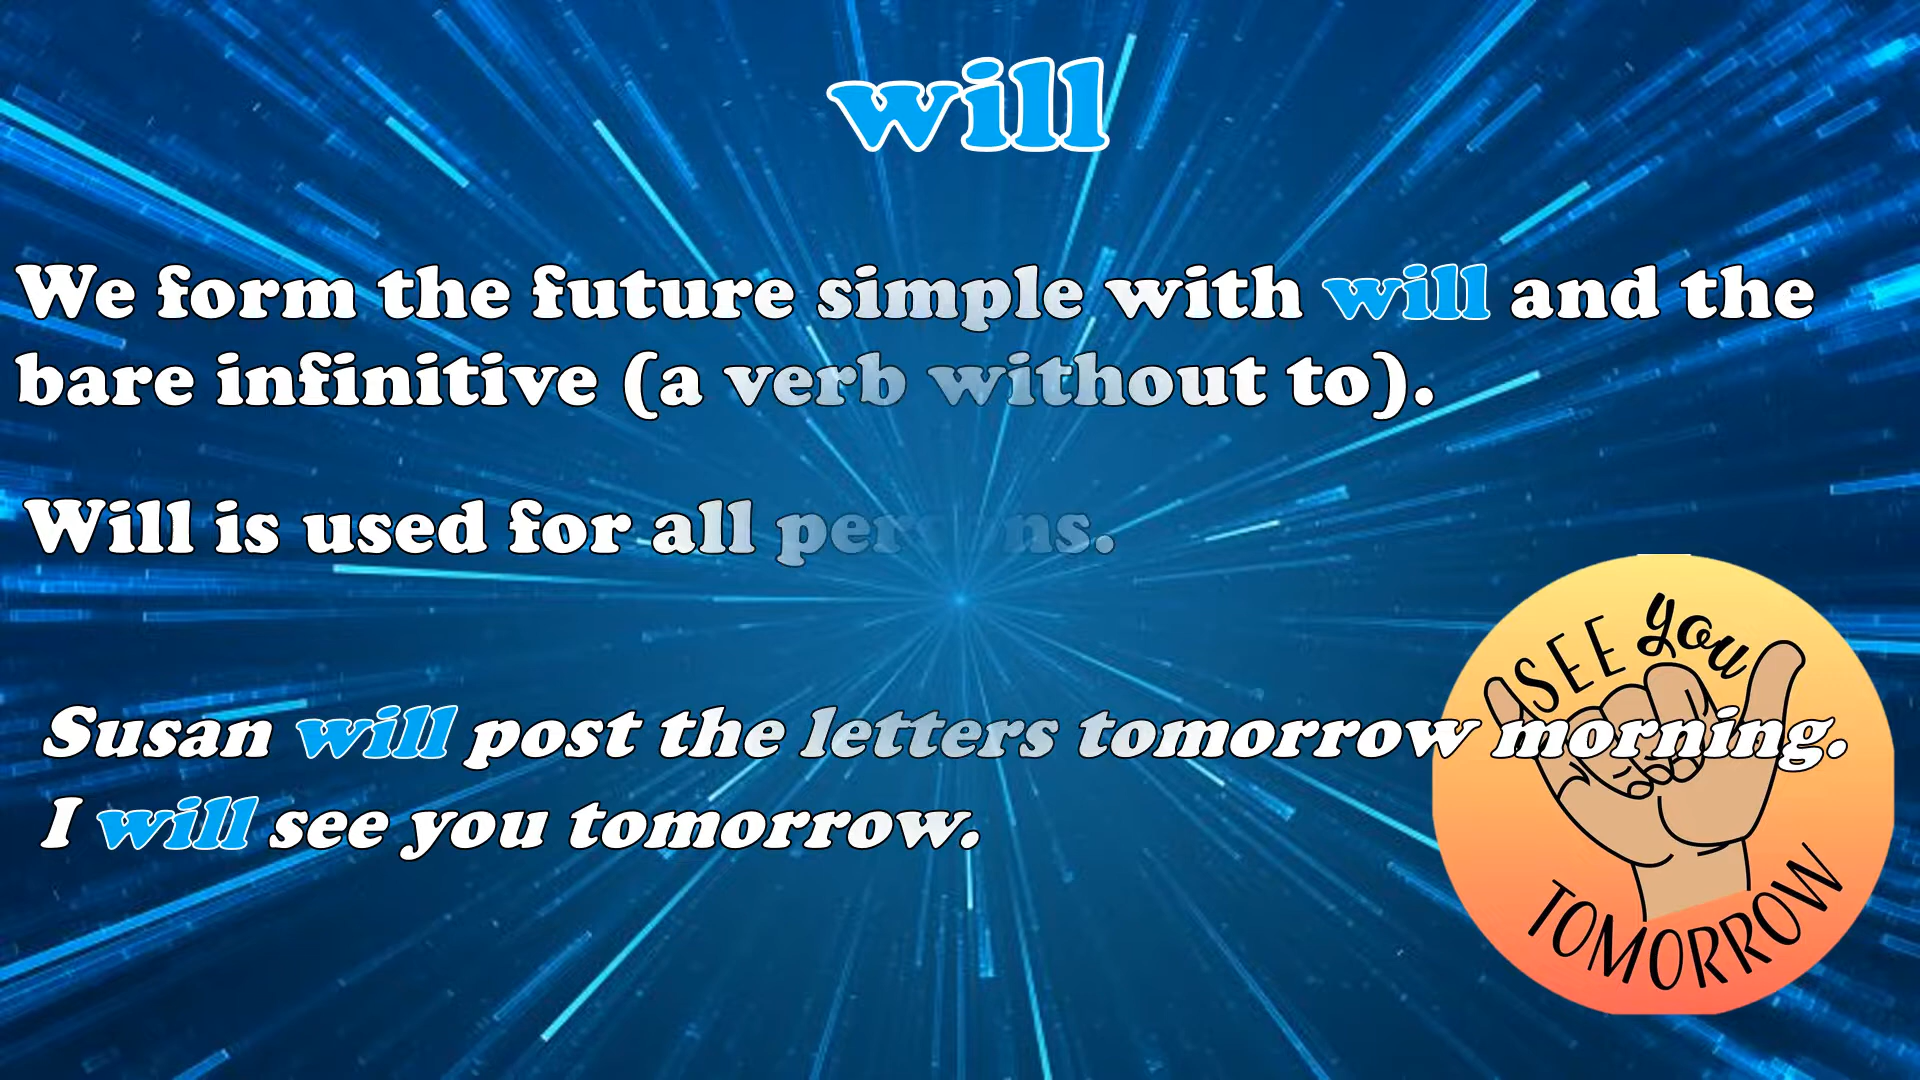 will
We form the future simple with will and the
bare infinitive (a verb without to).
Will is used for all persons.
Susan will post the letters tomorrow morning.
I will see you tomorrow.
SEE you
TOMORROW